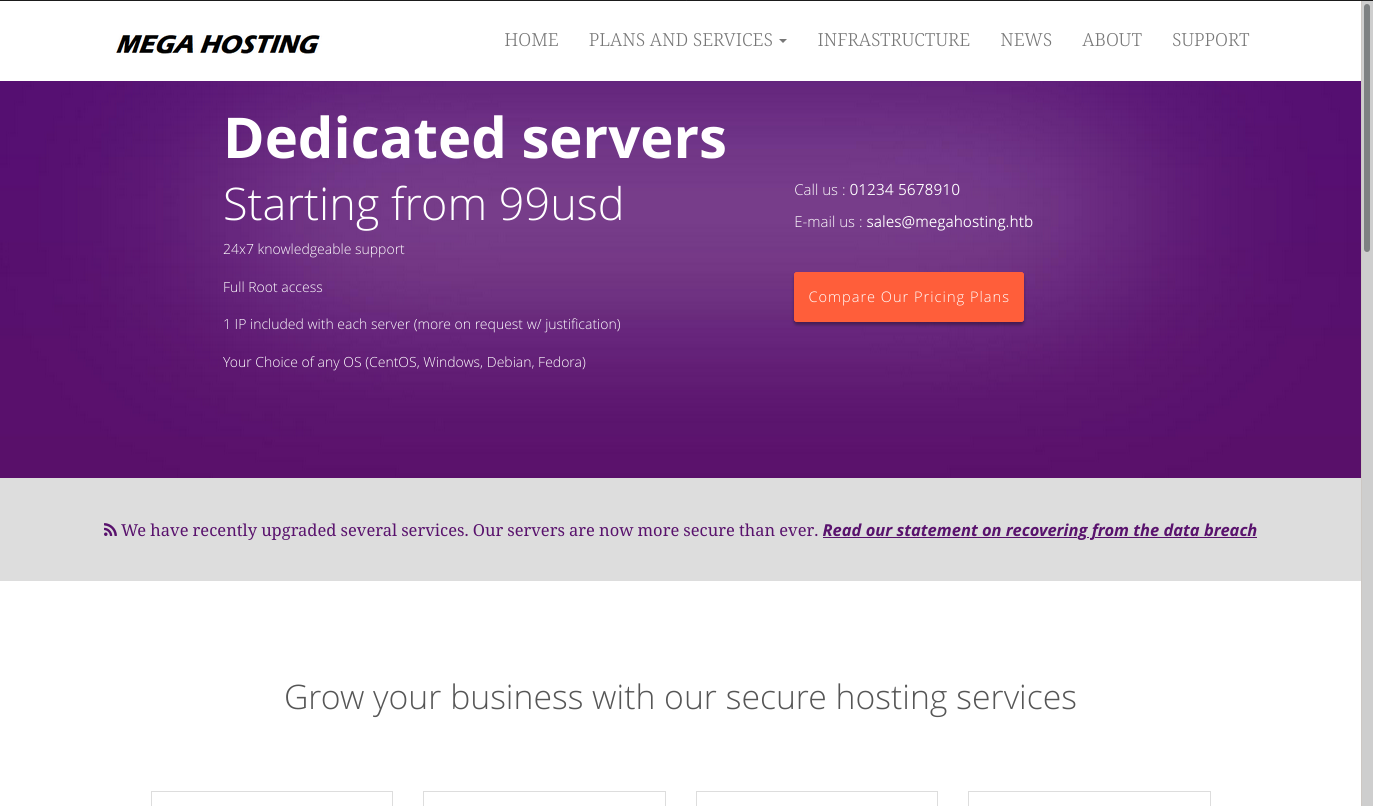 MEGA HOSTING
HOME PLANS AND SERVICES INFRASTRUCTURE NEWS ABOUT SUPPORT
Dedicated servers
Starting from 99usd
24x7 knowledgeable support
Full Root access
1 IP included with each server (more on request w/ justification)
Your Choice of any OS (CentOS, Windows, Debian, Fedora)
Call us : 01234 5678910
E-mail us : sales@megahosting.htb
Compare Our Pricing Plans
We have recently upgraded several services. Our servers are now more secure than ever. Read our statement on recovering from the data breach
Grow your business with our secure hosting services